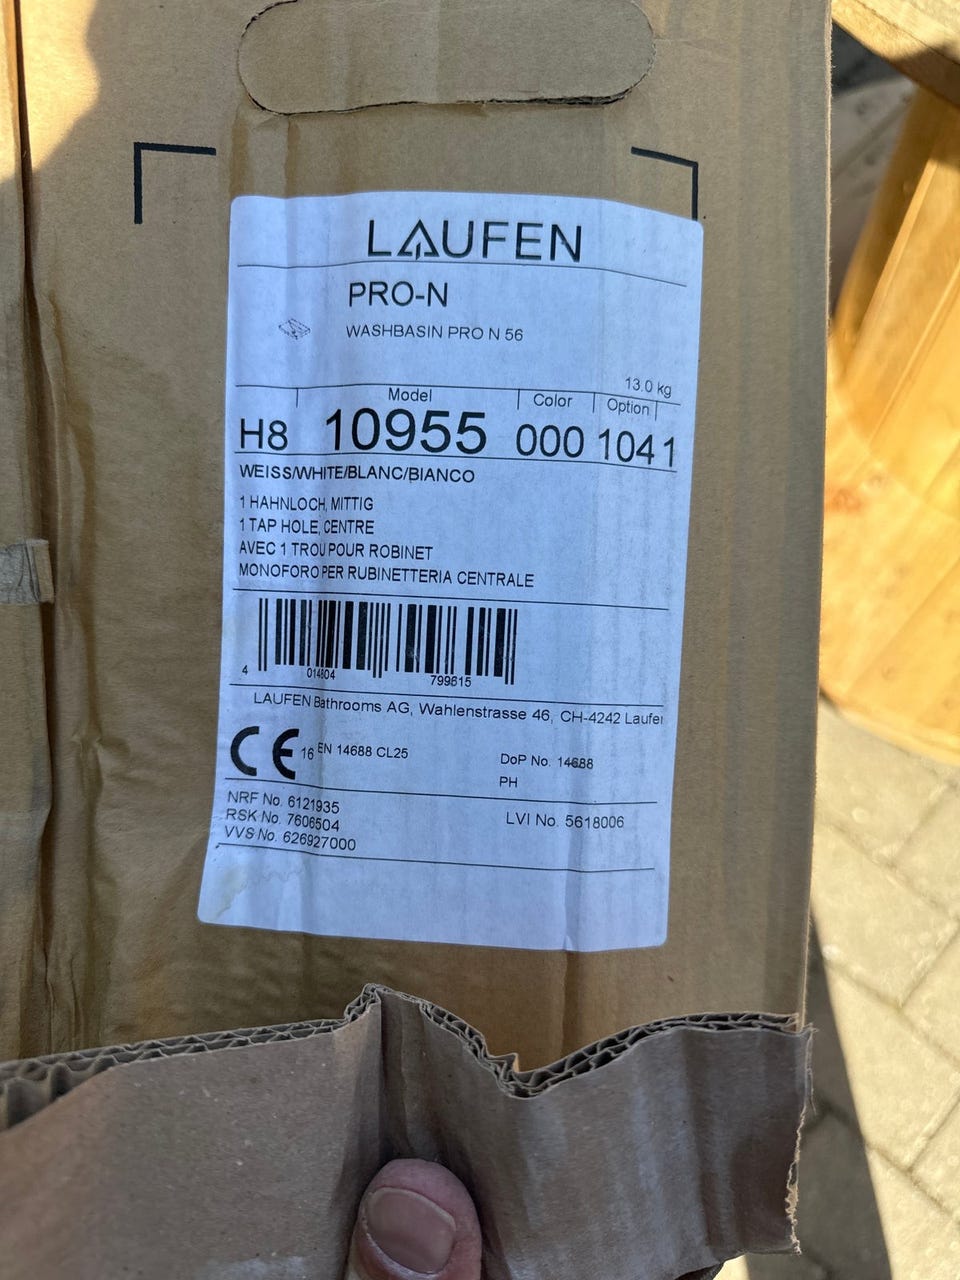 LAUFEN
PRO-N
WASHBASIN PRO N 56
13.0 kg
Model Color Option
H8 10955 000 1041
WEISS/WHITE/BLANC/BIANCO
1 HAHNLOCH, MITTIG
1 TAP HOLE, CENTRE
AVEC 1 TROU POUR ROBINET
MONOFORO PER RUBINETTERIA CENTRALE
4 014804 799615
LAUFEN Bathrooms AG, Wahlenstrasse 46, CH-4242 Laufen
CE 16 EN 14688 CL25 DoP No. 14688
PH
NRF No. 6121935
RSK No. 7606504 LVI No. 5618006
VVS No. 626927000